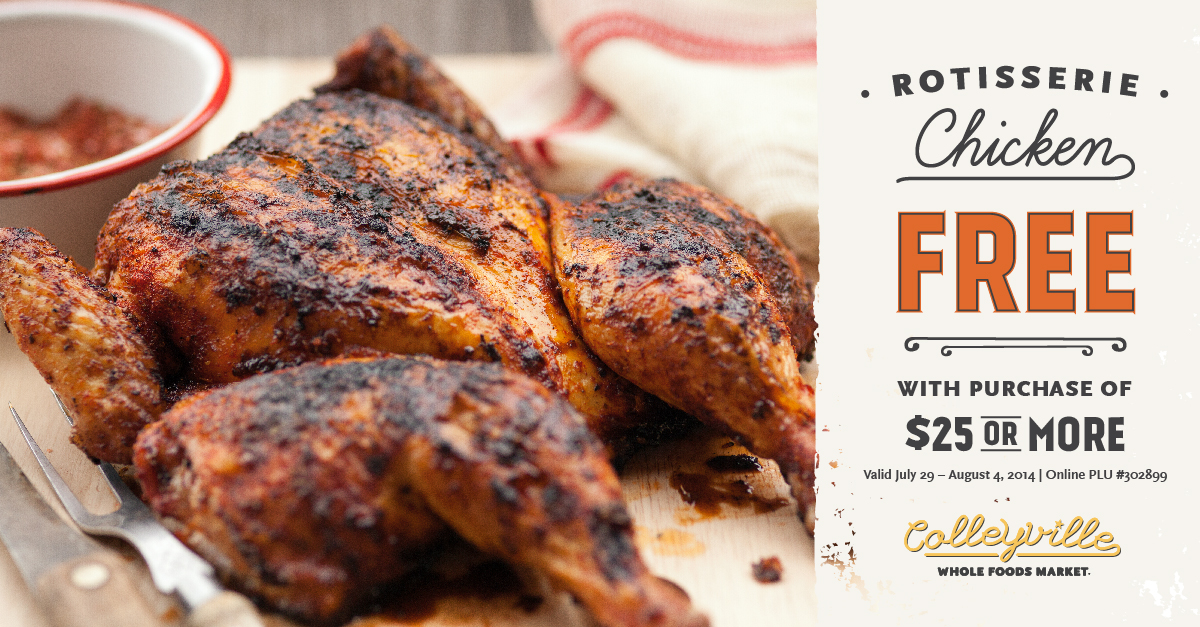 • ROTISSERIE •
Chicken
FREE
WITH PURCHASE OF
$25 OR MORE
Valid July 29 – August 4, 2014 | Online PLU #302899
Colleyville
WHOLE FOODS MARKET